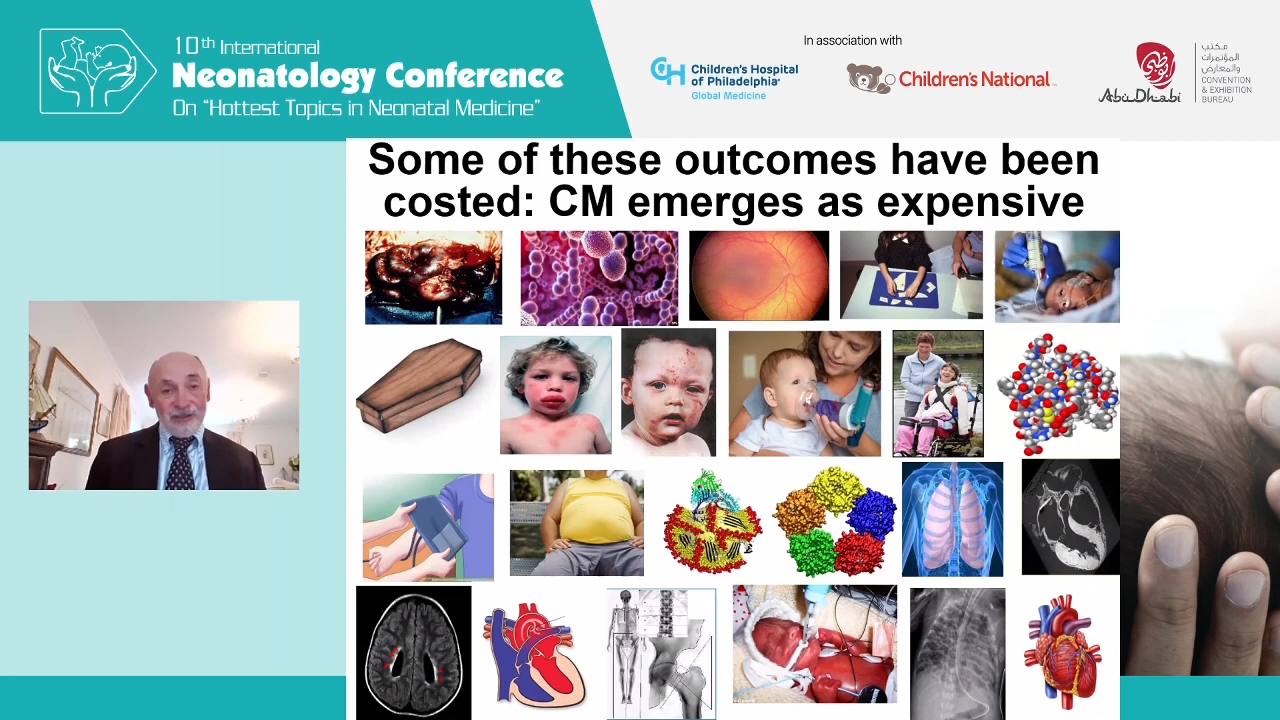 10th International
Neonatology Conference
On "Hottest Topics in Neonatal Medicine"
In association with
CH
Children's Hospital
of Philadelphia
Global Medicine
Children's National
Abu Dhabi
أبوظبي
مكتب
المؤتمرات
والمعارض
CONVENTION
& EXHIBITION
BUREAU
Some of these outcomes have been
costed: CM emerges as expensive